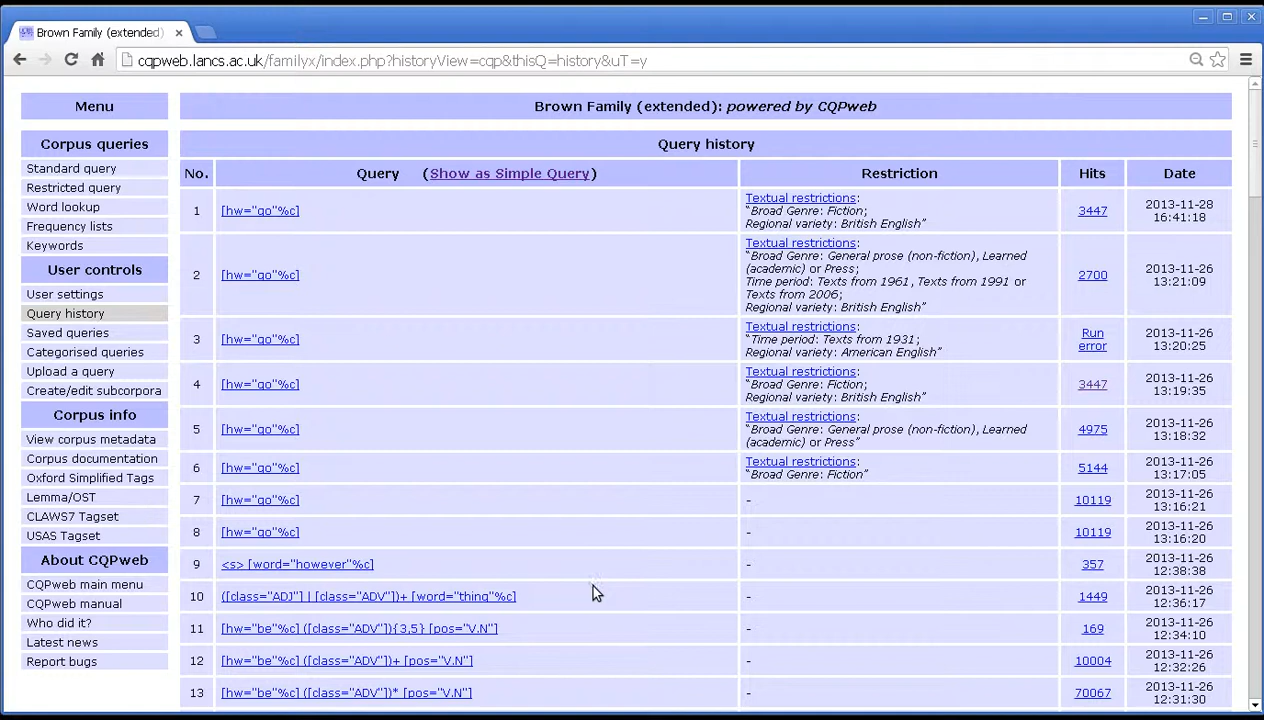 Brown Family (extended)
cqpweb.lancs.ac.uk/familyx/index.php?historyView=cqp&thisQ=history&uT=y
Menu
Brown Family (extended): powered by CQPweb
Corpus queries
Standard query
Restricted query
Word lookup
Frequency lists
Keywords
User controls
User settings
Query history
Saved queries
Categorised queries
Upload a query
Create/edit subcorpora
Corpus info
View corpus metadata
Corpus documentation
Oxford Simplified Tags
Lemma/OST
CLAWS7 Tagset
USAS Tagset
About CQPweb
CQPweb main menu
CQPweb manual
Who did it?
Latest news
Report bugs
Query history
No. Query (Show as Simple Query) Restriction Hits Date
1 [hw="go"%c] Textual restrictions: 3447 2013-11-28
"Broad Genre: Fiction; 16:41:18
Regional variety: British English"
2 [hw="go"%c] Textual restrictions: 2700 2013-11-26
"Broad Genre: General prose (non-fiction), Learned 13:21:09
(academic) or Press;
Time period: Texts from 1961, Texts from 1991 or
Texts from 2006;
Regional variety: British English"
3 [hw="go"%c] Textual restrictions: Run 2013-11-26
"Time period: Texts from 1931; error 13:20:25
Regional variety: American English"
4 [hw="go"%c] Textual restrictions: 3447 2013-11-26
"Broad Genre: Fiction; 13:19:35
Regional variety: British English"
5 [hw="go"%c] Textual restrictions: 4975 2013-11-26
"Broad Genre: General prose (non-fiction), Learned 13:18:32
(academic) or Press"
6 [hw="go"%c] Textual restrictions: 5144 2013-11-26
"Broad Genre: Fiction" 13:17:05
7 [hw="go"%c] - 10119 2013-11-26
13:16:21
8 [hw="go"%c] - 10119 2013-11-26
13:16:20
9 <s> [word="however"%c] - 357 2013-11-26
12:38:38
10 ([class="ADJ"] | [class="ADV"])+ [word="thing"%c] - 1449 2013-11-26
12:36:17
11 [hw="be"%c] ([class="ADV"]){3,5} [pos="V.N"] - 169 2013-11-26
12:34:10
12 [hw="be"%c] ([class="ADV"])+ [pos="V.N"] - 10004 2013-11-26
12:32:26
13 [hw="be"%c] ([class="ADV"])* [pos="V.N"] - 70067 2013-11-26
12:31:30